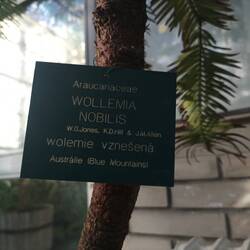 Araucariaceae
WOLLEMIA
NOBILIS
W.G.Jones, K.D.Hill & J.M.Allen
wolemie vznešená
Austrálie (Blue Mountains)